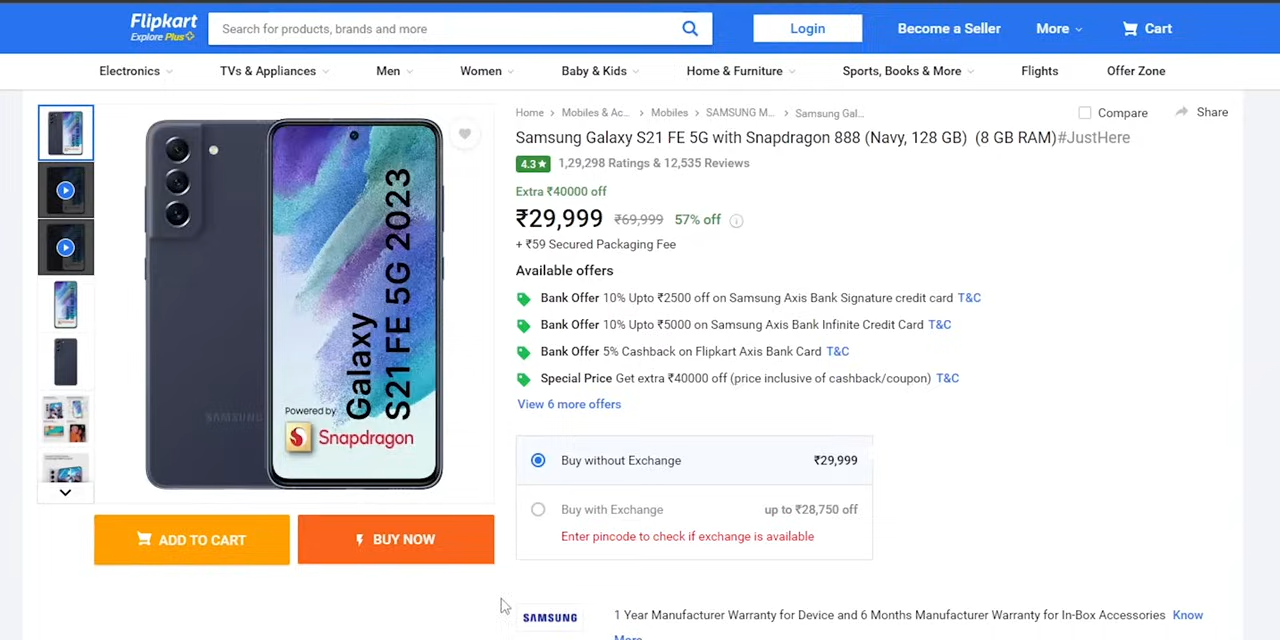 Flipkart
Explore Plus
Search for products, brands and more
Login
Become a Seller
More
Cart
Electronics
TVs & Appliances
Men
Women
Baby & Kids
Home & Furniture
Sports, Books & More
Flights
Offer Zone
Home > Mobiles & Ac... > Mobiles > SAMSUNG M... > Samsung Gal...
Compare
Share
Samsung Galaxy S21 FE 5G with Snapdragon 888 (Navy, 128 GB) (8 GB RAM)#JustHere
4.3★ 1,29,298 Ratings & 12,535 Reviews
Extra ₹40000 off
₹29,999 ₹69,999 57% off
+ ₹59 Secured Packaging Fee
Available offers
Bank Offer 10% Upto ₹2500 off on Samsung Axis Bank Signature credit card T&C
Bank Offer 10% Upto ₹5000 on Samsung Axis Bank Infinite Credit Card T&C
Bank Offer 5% Cashback on Flipkart Axis Bank Card T&C
Special Price Get extra ₹40000 off (price inclusive of cashback/coupon) T&C
View 6 more offers
Buy without Exchange ₹29,999
Buy with Exchange up to ₹28,750 off
Enter pincode to check if exchange is available
SAMSUNG
Galaxy
S21 FE 5G 2023
Powered by
Snapdragon
ADD TO CART
BUY NOW
SAMSUNG
1 Year Manufacturer Warranty for Device and 6 Months Manufacturer Warranty for In-Box Accessories Know
More